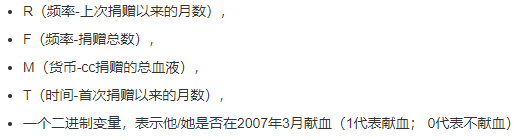 R（频率-上次捐赠以来的月数），
F（频率-捐赠总数），
M（货币-cc捐赠的总血液），
T（时间-首次捐赠以来的月数），
一个二进制变量，表示他/她是否在2007年3月献血（1代表献血； 0代表不献血）